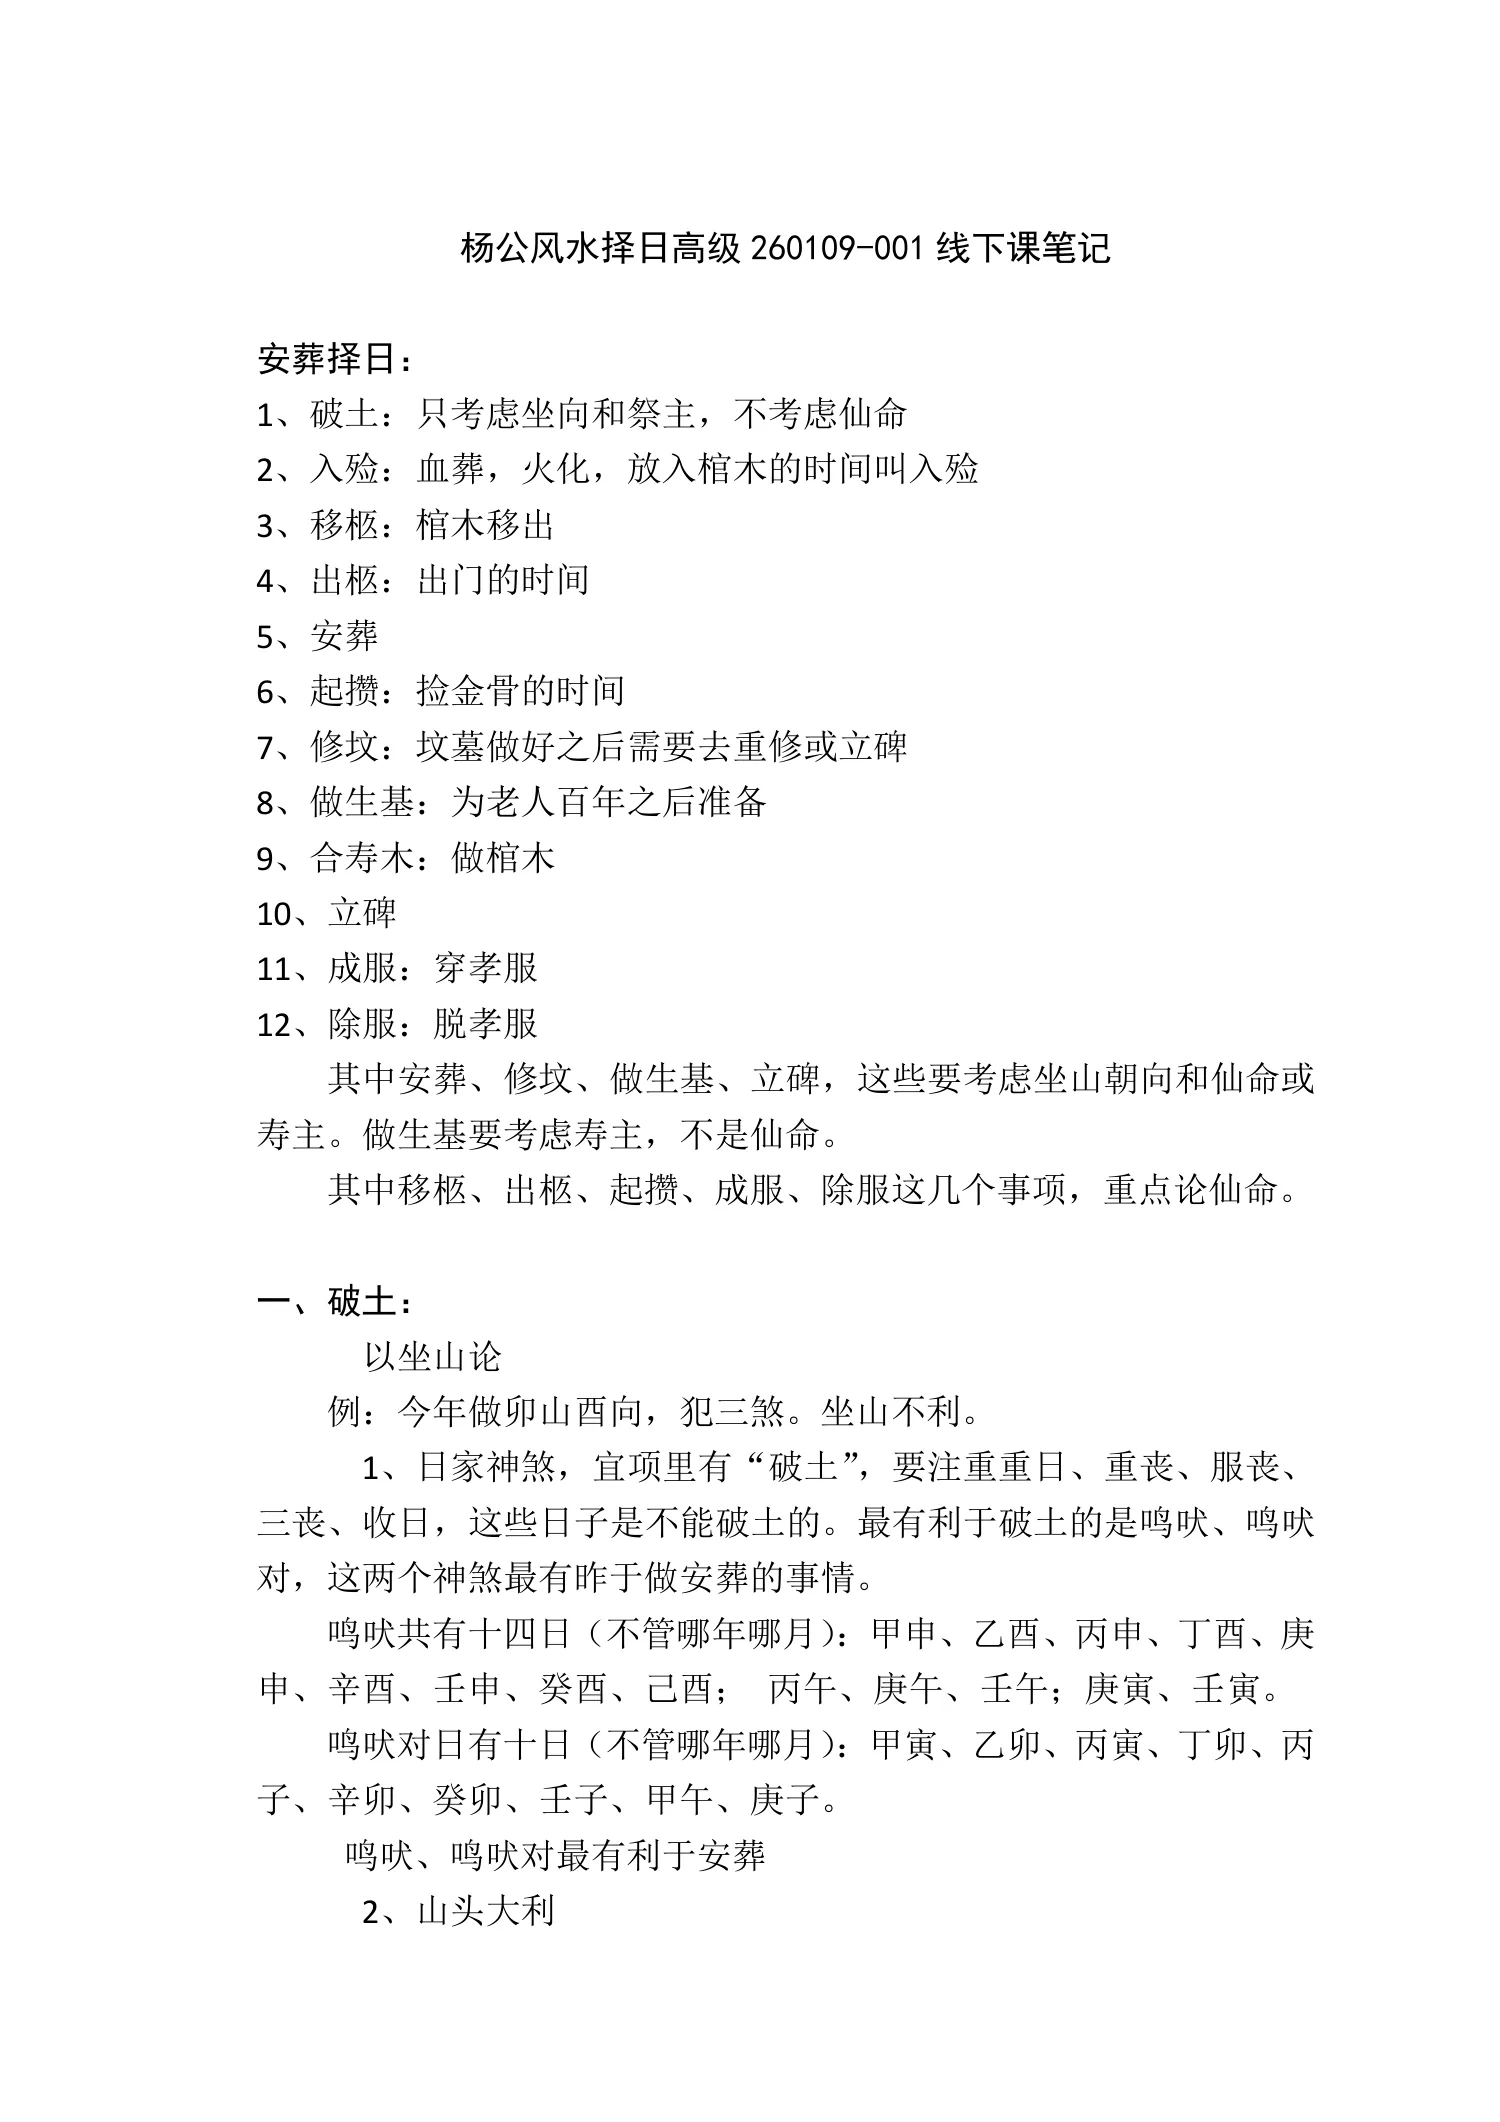 杨公风水择日高级260109-001线下课笔记
安葬择日：
1、破土：只考虑坐向和祭主，不考虑仙命
2、入殓：血葬，火化，放入棺木的时间叫入殓
3、移柩：棺木移出
4、出柩：出门的时间
5、安葬
6、起攒：捡金骨的时间
7、修坟：坟墓做好之后需要去重修或立碑
8、做生基：为老人百年之后准备
9、合寿木：做棺木
10、立碑
11、成服：穿孝服
12、除服：脱孝服
其中安葬、修坟、做生基、立碑，这些要考虑坐山朝向和仙命或
寿主。做生基要考虑寿主，不是仙命。
其中移柩、出柩、起攒、成服、除服这几个事项，重点论仙命。
一、破土：
以坐山论
例：今年做卯山酉向，犯三煞。坐山不利。
1、日家神煞，宜项里有“破土”，要注重重日、重丧、服丧、
三丧、收日，这些日子是不能破土的。最有利于破土的是鸣吠、鸣吠
对，这两个神煞最有昨于做安葬的事情。
鸣吠共有十四日（不管哪年哪月）：甲申、乙酉、丙申、丁酉、庚
申、辛酉、壬申、癸酉、己酉； 丙午、庚午、壬午；庚寅、壬寅。
鸣吠对日有十日（不管哪年哪月）：甲寅、乙卯、丙寅、丁卯、丙
子、辛卯、癸卯、壬子、甲午、庚子。
鸣吠、鸣吠对最有利于安葬
2、山头大利